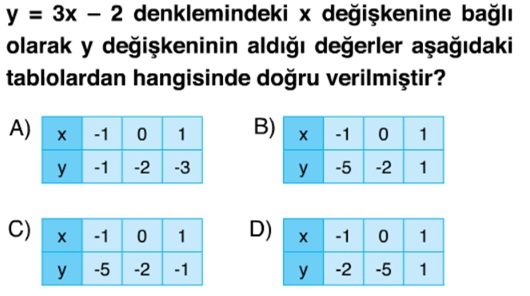 y = 3x – 2 denklemindeki x değişkenine bağlı
olarak y değişkeninin aldığı değerler aşağıdaki
tablolardan hangisinde doğru verilmiştir?
A) x -1 0 1
y -1 -2 -3
B) x -1 0 1
y -5 -2 1
C) x -1 0 1
y -5 -2 -1
D) x -1 0 1
y -2 -5 1